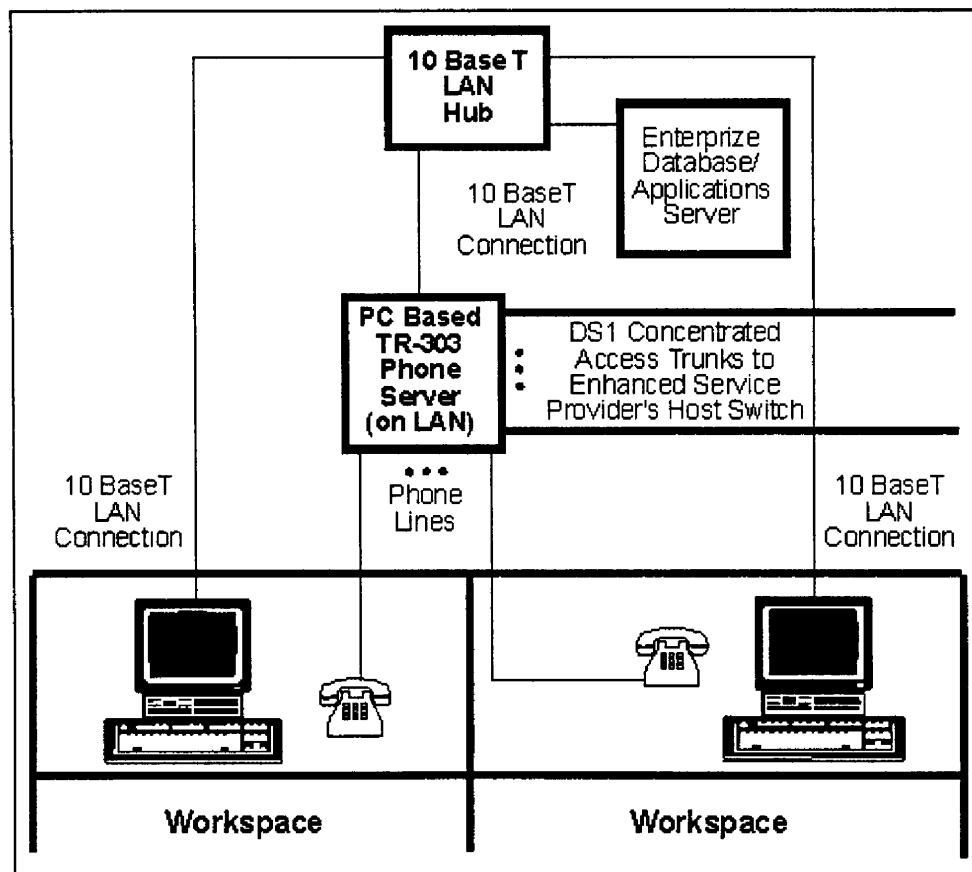 10 Base T
LAN
Hub
Enterprize
Database/
Applications
Server
10 BaseT
LAN
Connection
PC Based
TR-303
Phone
Server
(on LAN)
DS1 Concentrated
Access Trunks to
Enhanced Service
Provider's Host Switch
Phone
Lines
10 BaseT
LAN
Connection
10 BaseT
LAN
Connection
Workspace
Workspace